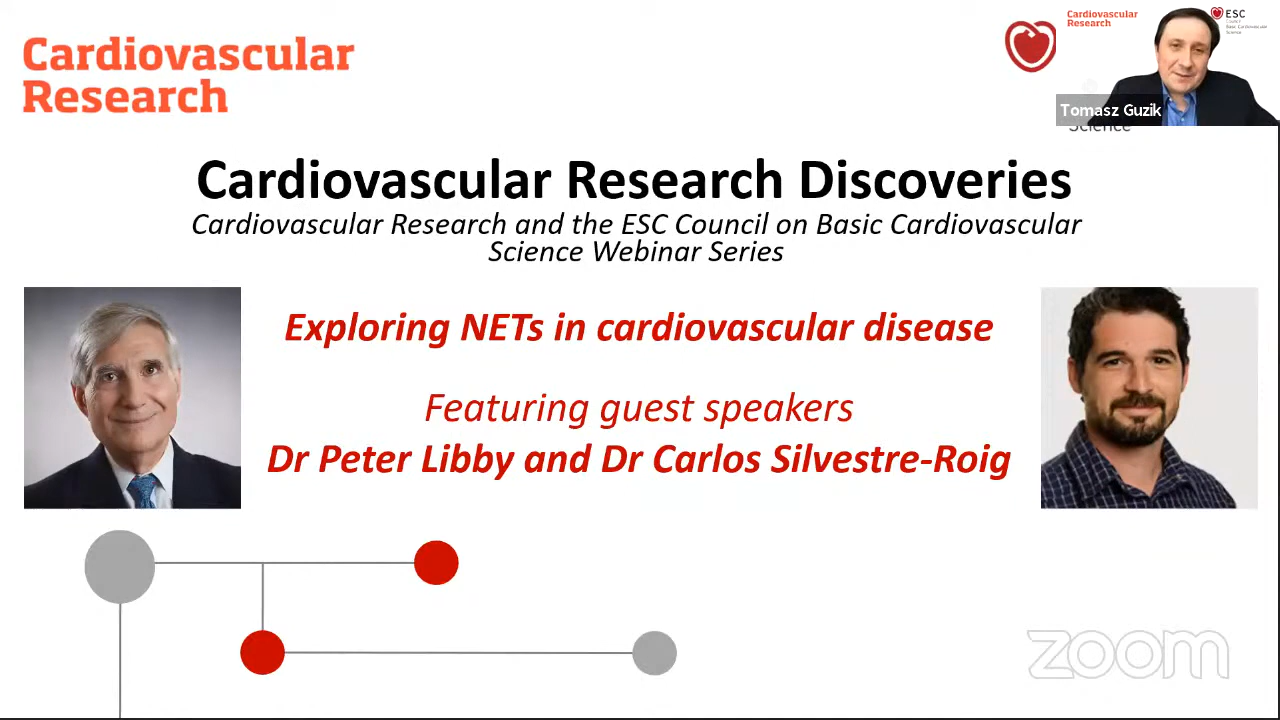 Cardiovascular
Research
Cardiovascular
Research
ESC
Tomasz Guzik
Science
Cardiovascular Research Discoveries
Cardiovascular Research and the ESC Council on Basic Cardiovascular
Science Webinar Series
Exploring NETs in cardiovascular disease
Featuring guest speakers
Dr Peter Libby and Dr Carlos Silvestre-Roig
zoom